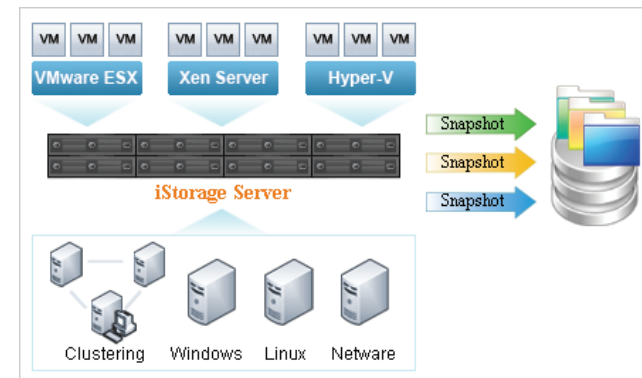 VM VM VM VM VM VM VM VM VM
VMware ESX Xen Server Hyper-V
Snapshot
Snapshot
Snapshot
iStorage Server
Clustering Windows Linux Netware